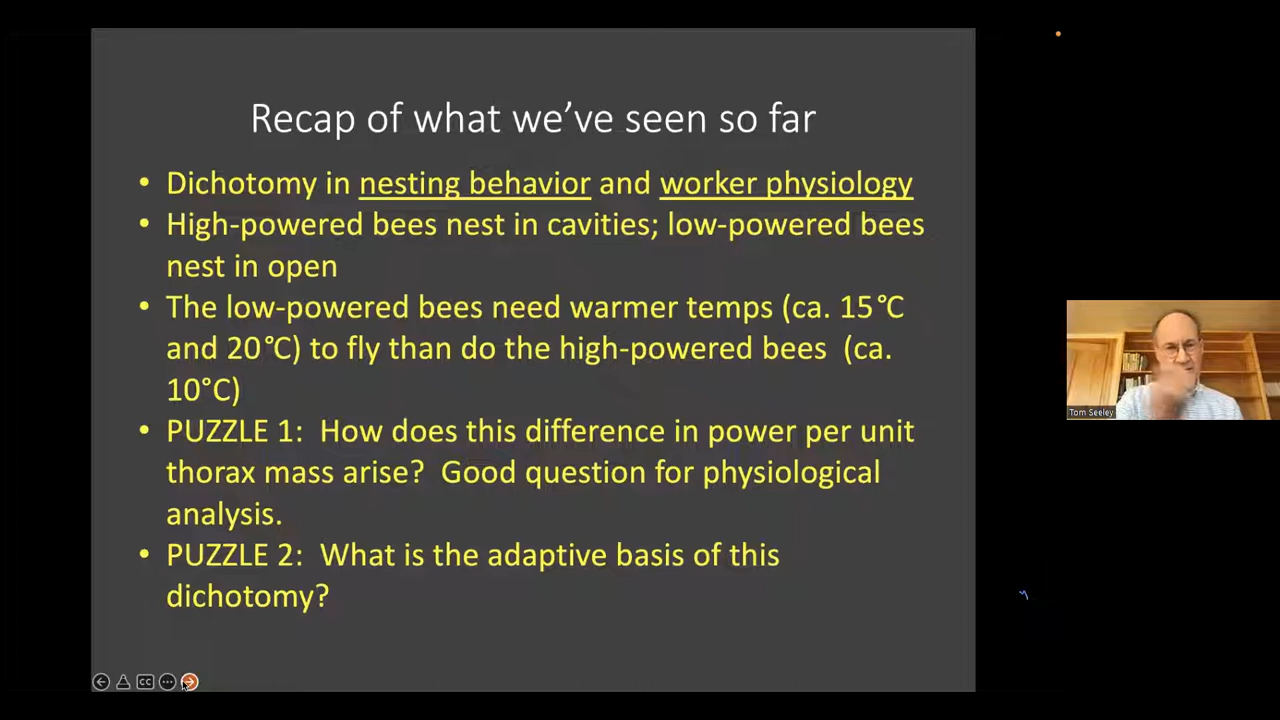 Recap of what we've seen so far
• Dichotomy in nesting behavior and worker physiology
• High-powered bees nest in cavities; low-powered bees
nest in open
• The low-powered bees need warmer temps (ca. 15°C
and 20°C) to fly than do the high-powered bees (ca.
10°C)
• PUZZLE 1: How does this difference in power per unit
thorax mass arise? Good question for physiological
analysis.
• PUZZLE 2: What is the adaptive basis of this
dichotomy?
Tom Seeley
CC